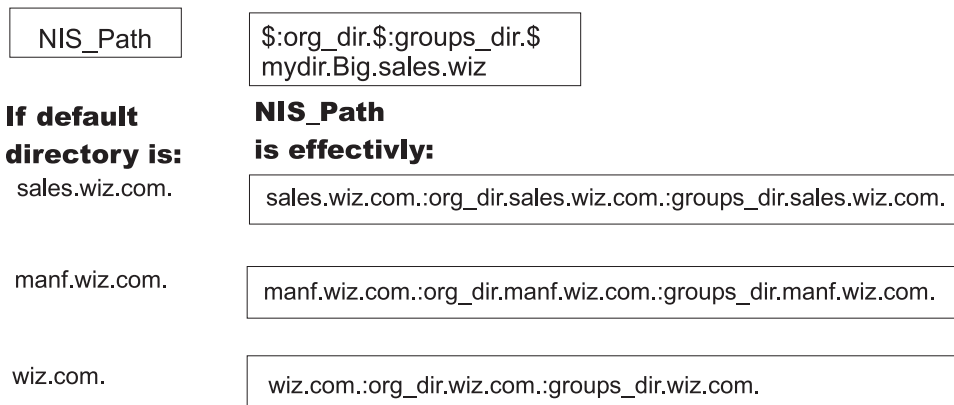 NIS_Path
$:org_dir.$:groups_dir.$
mydir.Big.sales.wiz
If default
directory is:
NIS_Path
is effectivly:
sales.wiz.com.
sales.wiz.com.:org_dir.sales.wiz.com.:groups_dir.sales.wiz.com.
manf.wiz.com.
manf.wiz.com.:org_dir.manf.wiz.com.:groups_dir.manf.wiz.com.
wiz.com.
wiz.com.:org_dir.wiz.com.:groups_dir.wiz.com.